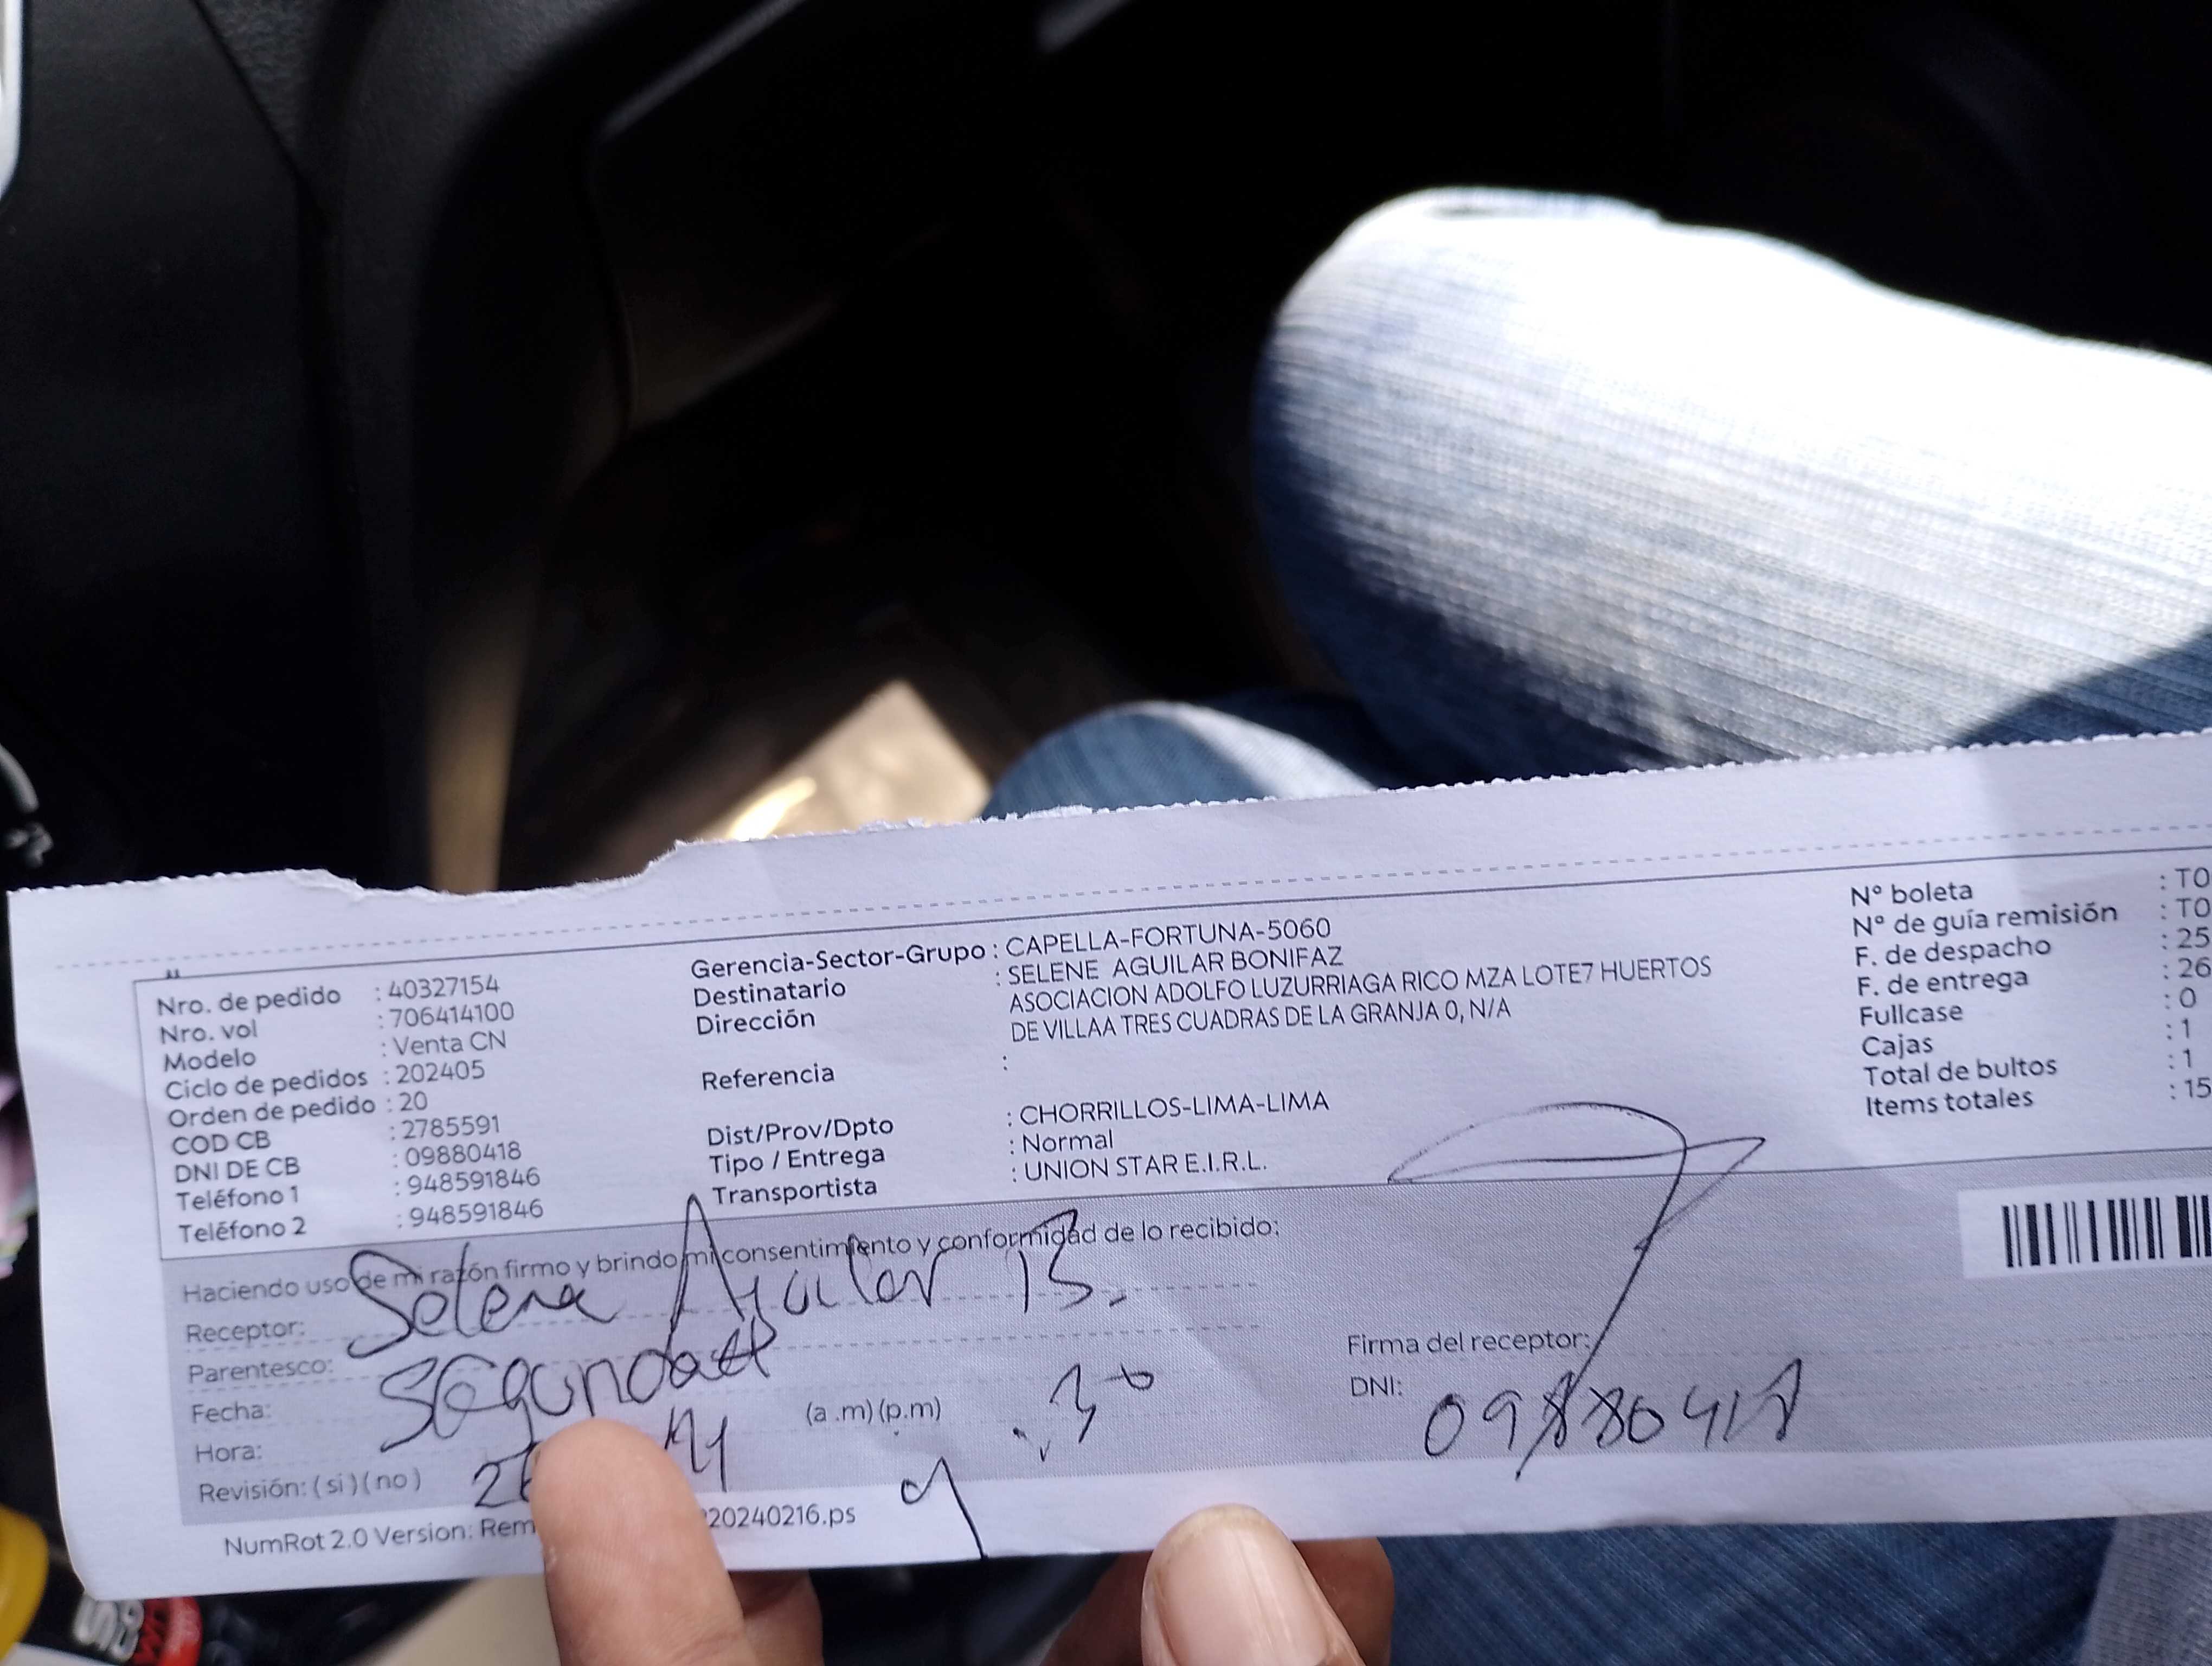 Nro. de pedido : 40327154
Nro. vol : 706414100
Modelo : Venta CN
Ciclo de pedidos : 202405
Orden de pedido : 20
COD CB : 2785591
DNI DE CB : 09880418
Teléfono 1 : 948591846
Teléfono 2 : 948591846
Gerencia-Sector-Grupo : CAPELLA-FORTUNA-5060
Destinatario : SELENE AGUILAR BONIFAZ
Dirección ASOCIACION ADOLFO LUZURRIAGA RICO MZA LOTE7 HUERTOS
DE VILLAA TRES CUADRAS DE LA GRANJA 0, N/A
Referencia :
Dist/Prov/Dpto : CHORRILLOS-LIMA-LIMA
Tipo / Entrega : Normal
Transportista : UNION STAR E.I.R.L.
Nº boleta : TO
Nº de guía remisión : TO
F. de despacho : 25
F. de entrega : 26
Fullcase : 0
Cajas : 1
Total de bultos : 1
Items totales : 15
Haciendo uso de mi razón firmo y brindo mi consentimiento y conformidad de lo recibido:
Receptor: Selena Aguilar B.
Parentesco:
Fecha: (a .m) (p.m)
Hora:
Revisión: ( si ) ( no )
Firma del receptor:
DNI: 09880418
NumRot 2.0 Version: Rem 20240216.ps